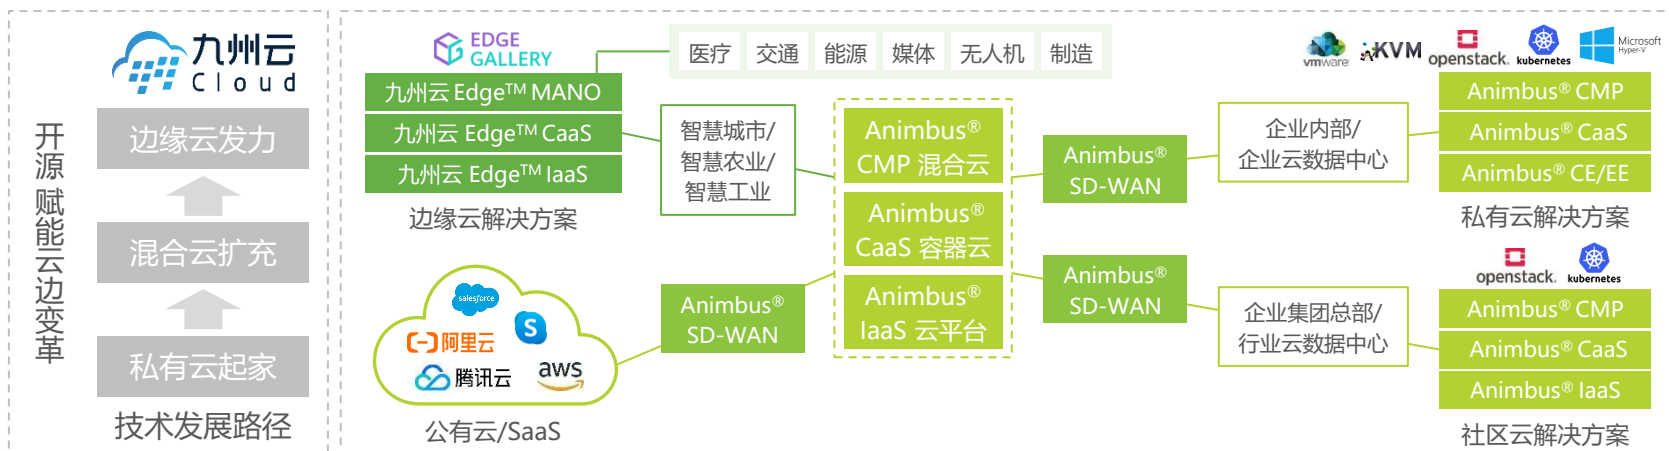 开源 赋能云边变革
九州云
99Cloud
边缘云发力
混合云扩充
私有云起家
技术发展路径
EDGE
GALLERY
九州云 Edge™ MANO
九州云 Edge™ CaaS
九州云 Edge™ IaaS
边缘云解决方案
医疗
交通
能源
媒体
无人机
制造
智慧城市/
智慧农业/
智慧工业
salesforce
S
阿里云
腾讯云
aws
公有云/SaaS
Animbus®
SD-WAN
Animbus®
CMP 混合云
Animbus®
CaaS 容器云
Animbus®
IaaS 云平台
Animbus®
SD-WAN
Animbus®
SD-WAN
企业内部/
企业云数据中心
企业集团总部/
行业云数据中心
vmware
KVM
openstack.
kubernetes
Microsoft
Hyper-V
Animbus® CMP
Animbus® CaaS
Animbus® CE/EE
私有云解决方案
openstack.
kubernetes
Animbus® CMP
Animbus® CaaS
Animbus® IaaS
社区云解决方案